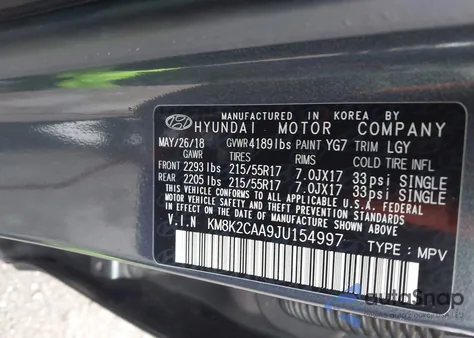 MANUFACTURED IN KOREA BY
HYUNDAI MOTOR COMPANY
MAY/26/18 GVWR 4189lbs PAINT YG7 TRIM LGY
GAWR TIRES RIMS COLD TIRE INFL
FRONT 2293lbs 215/55R17 7.0JX17 33psi SINGLE
REAR 2205lbs 215/55R17 7.0JX17 33psi SINGLE
THIS VEHICLE CONFORMS TO ALL APPLICABLE U.S.A. FEDERAL
MOTOR VEHICLE SAFETY, BUMPER, AND THEFT PREVENTION
STANDARDS IN EFFECT ON THE DATE OF MANUFACTURE SHOWN ABOVE.
V.I.N KM8K2CAA9JU154997
TYPE : MPV
autoSnap